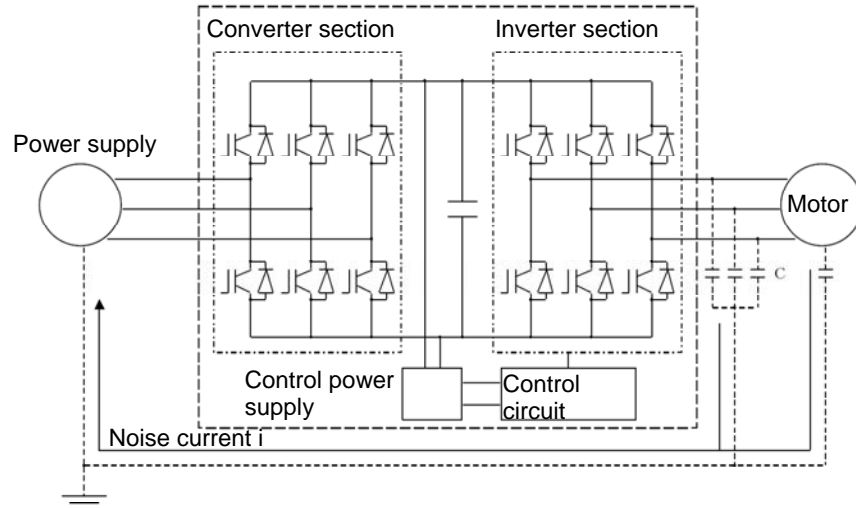 Converter section
Inverter section
Power supply
Motor
C
Control power
supply
Control
circuit
Noise current i